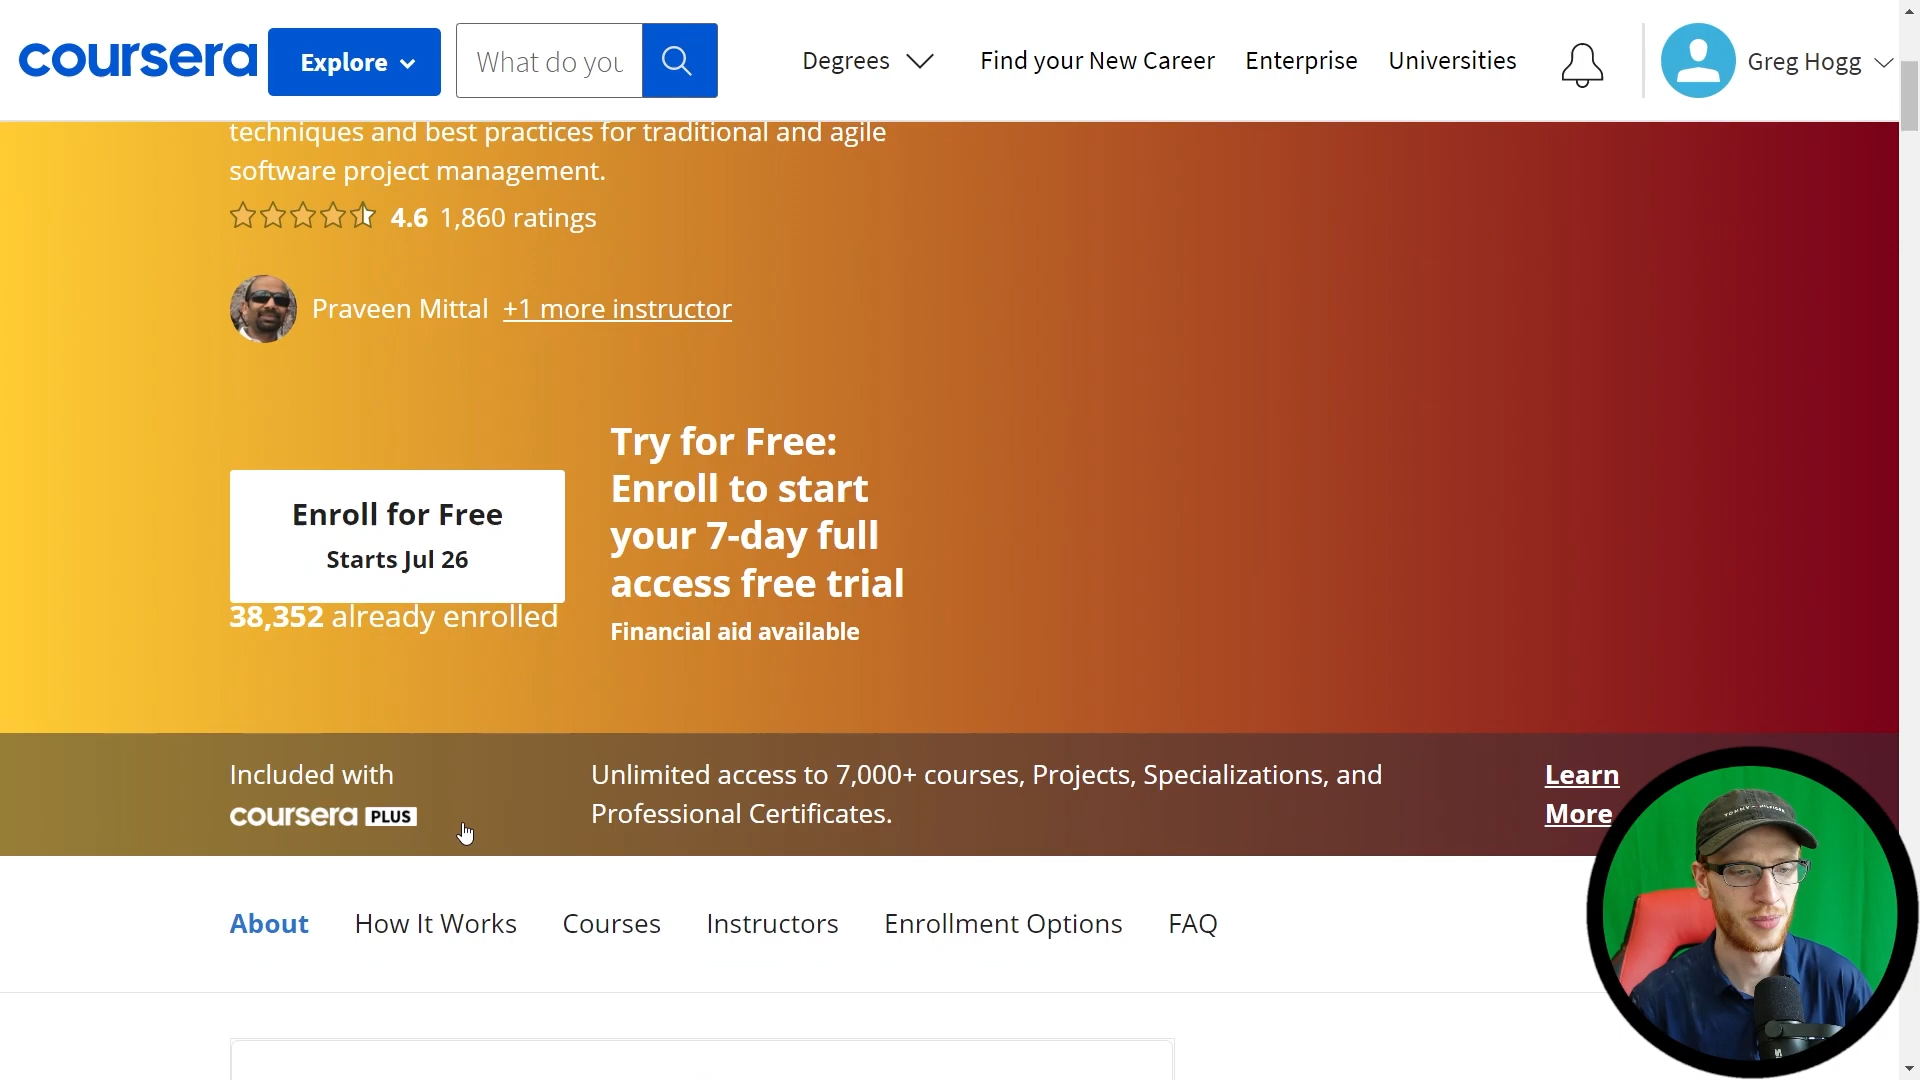 coursera
Explore
What do you
Degrees
Find your New Career
Enterprise
Universities
Greg Hogg
techniques and best practices for traditional and agile
software project management.
4.6 1,860 ratings
Praveen Mittal +1 more instructor
Try for Free:
Enroll to start
your 7-day full
access free trial
Financial aid available
Enroll for Free
Starts Jul 26
38,352 already enrolled
Included with
coursera PLUS
Unlimited access to 7,000+ courses, Projects, Specializations, and
Professional Certificates.
Learn
More
About
How It Works
Courses
Instructors
Enrollment Options
FAQ